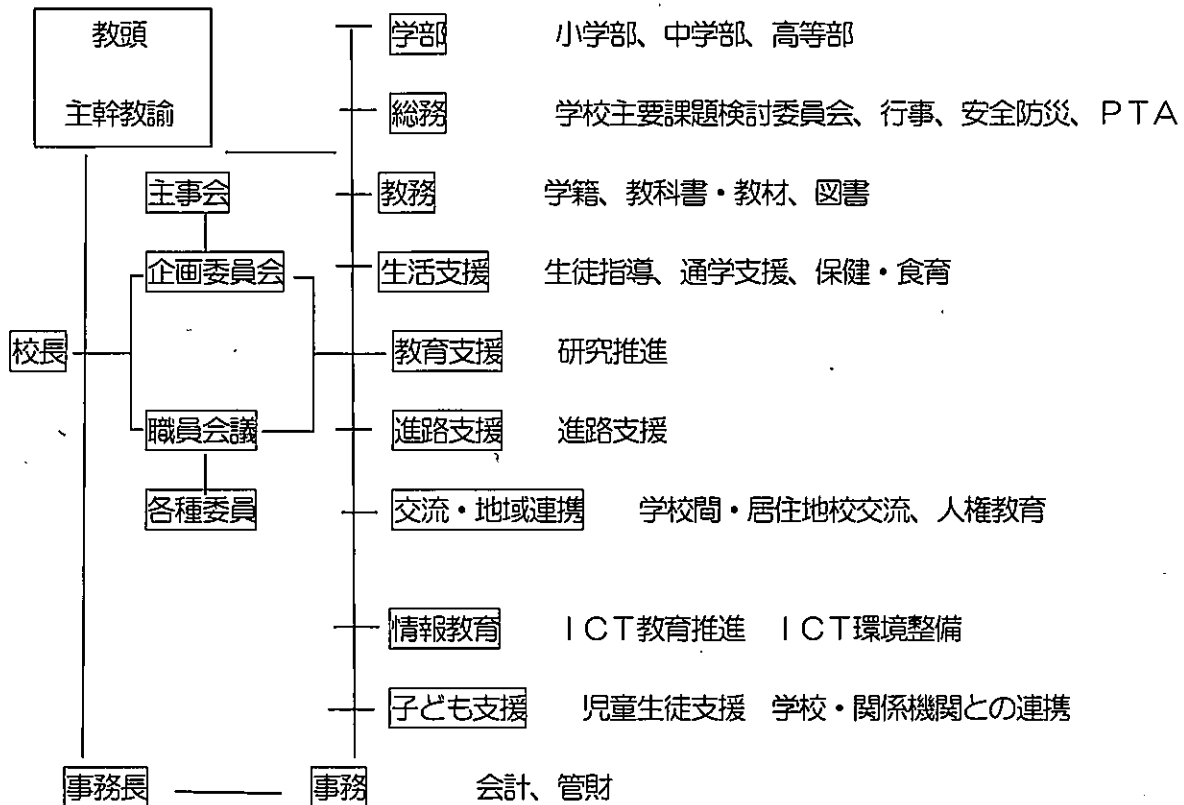 教頭
主幹教諭
学部　小学部、中学部、高等部
総務　学校主要課題検討委員会、行事、安全防災、ＰＴＡ
主事会
教務　学籍、教科書・教材、図書
企画委員会
生活支援　生徒指導、通学支援、保健・食育
校長
教育支援　研究推進
職員会議
進路支援　進路支援
各種委員
交流・地域連携　学校間・居住地校交流、人権教育
情報教育　ＩＣＴ教育推進　ＩＣＴ環境整備
子ども支援　児童生徒支援　学校・関係機関との連携
事務長
事務　会計、管財